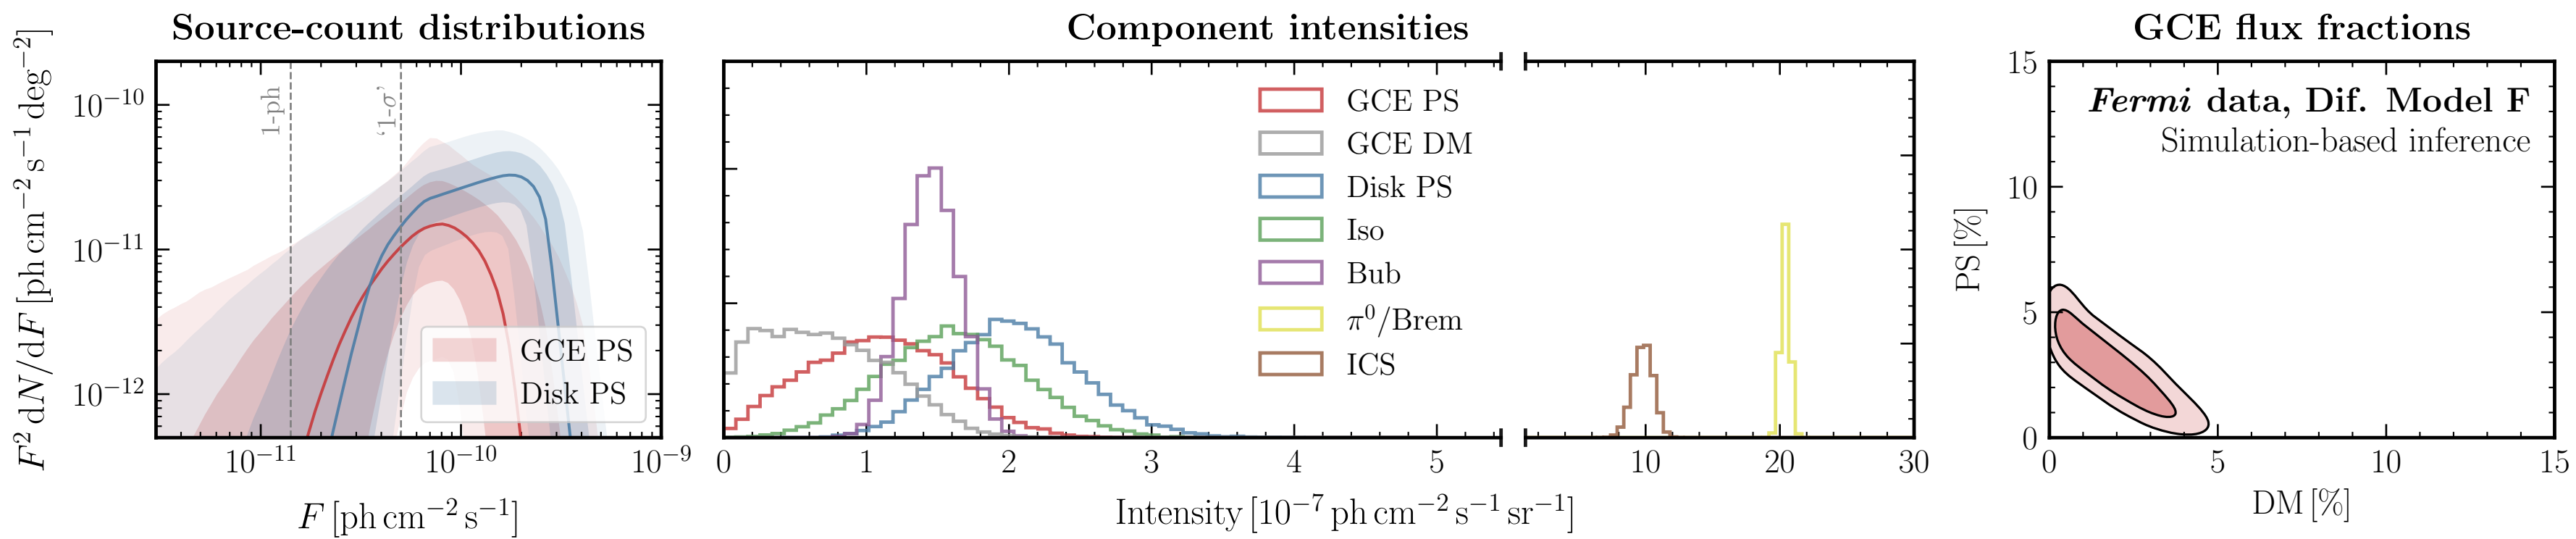 Source-count distributions
F² dN/dF [ph cm⁻² s⁻¹ deg⁻²]
10⁻¹⁰
10⁻¹¹
10⁻¹²
1-ph
‘1-σ’
GCE PS
Disk PS
10⁻¹¹ 10⁻¹⁰ 10⁻⁹
F [ph cm⁻² s⁻¹]
Component intensities
GCE PS
GCE DM
Disk PS
Iso
Bub
π⁰/Brem
ICS
0 1 2 3 4 5 10 20 30
Intensity [10⁻⁷ ph cm⁻² s⁻¹ sr⁻¹]
GCE flux fractions
Fermi data, Dif. Model F
Simulation-based inference
PS [%]
15
10
5
0
0 5 10 15
DM [%]